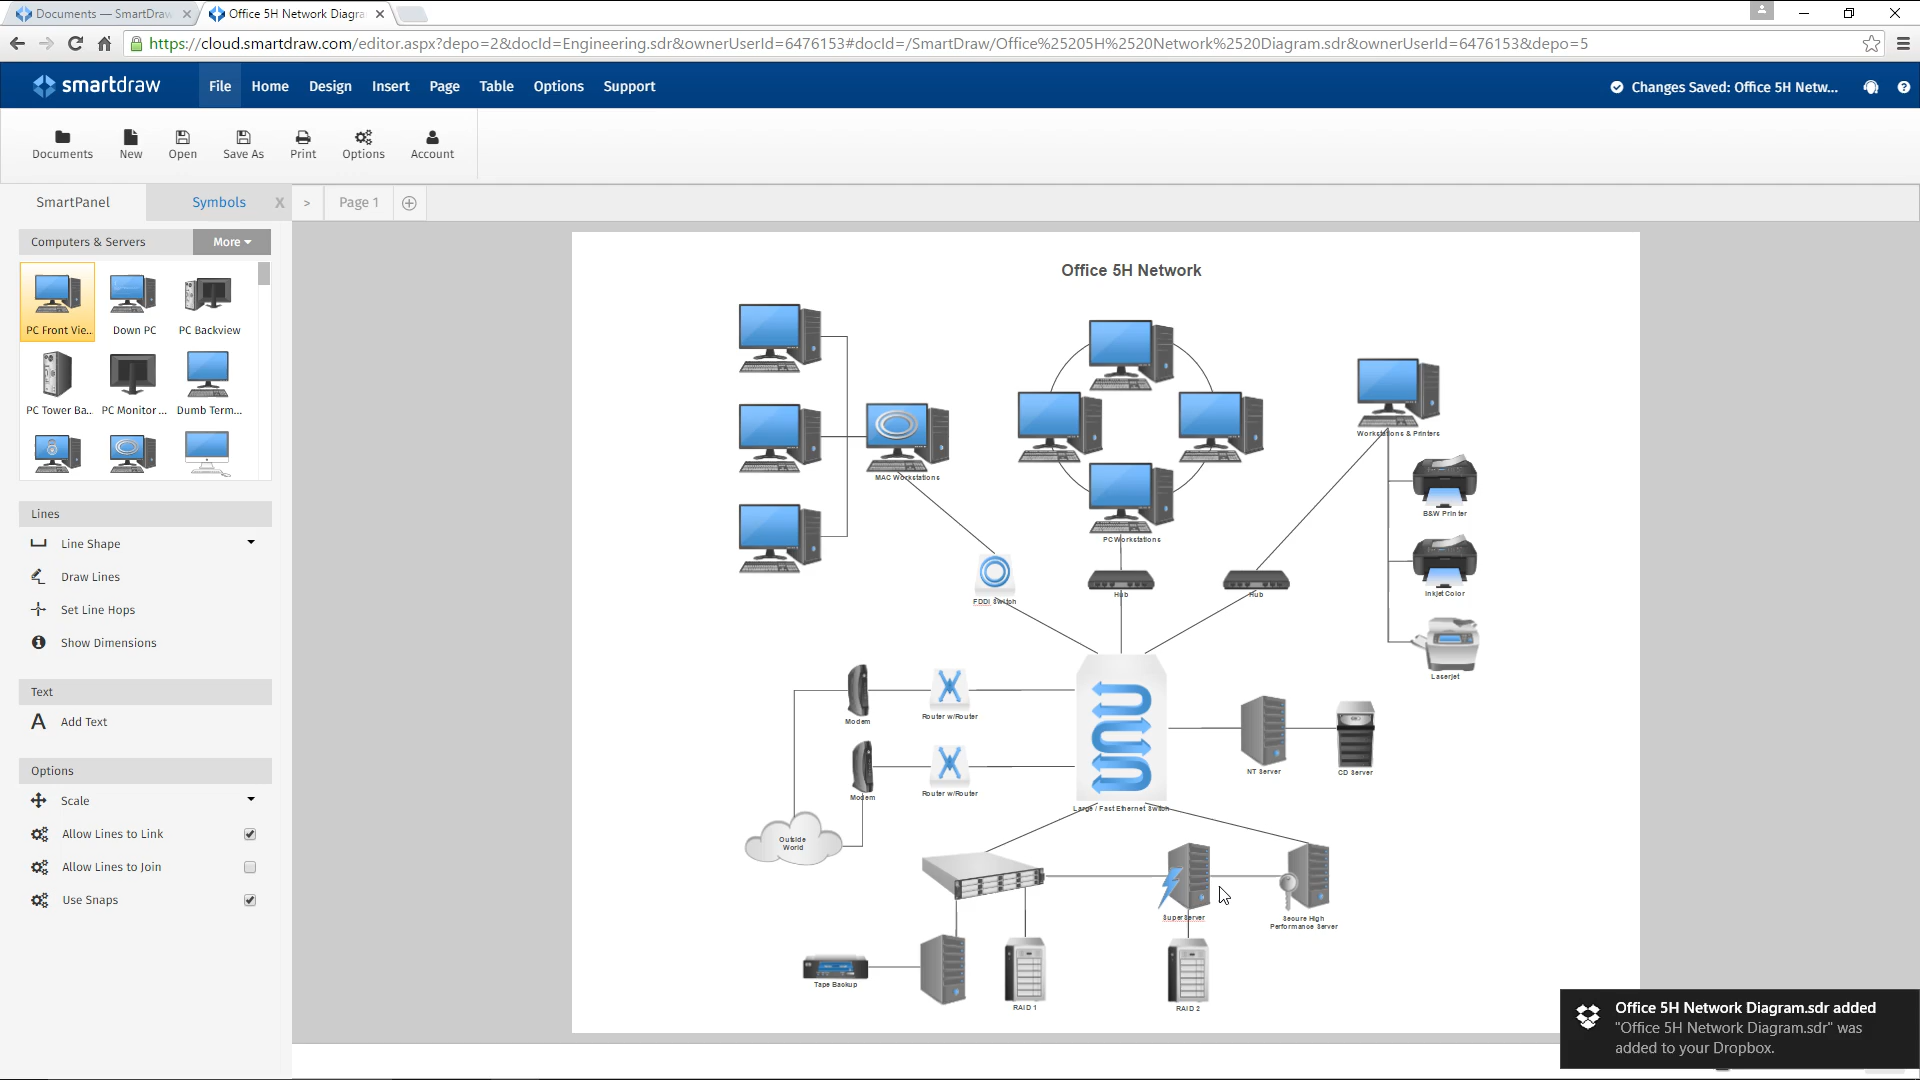 Documents — SmartDraw
Office 5H Network Diagra
https://cloud.smartdraw.com/editor.aspx?depo=2&docId=Engineering.sdr&ownerUserId=6476153#docId=/SmartDraw/Office%25205H%2520Network%2520Diagram.sdr&ownerUserId=6476153&depo=5
smartdraw
File
Home
Design
Insert
Page
Table
Options
Support
Changes Saved: Office 5H Netw...
Documents
New
Open
Save As
Print
Options
Account
SmartPanel
Symbols
X
>
Page 1
Computers & Servers
More
PC Front Vie...
Down PC
PC Backview
PC Tower Ba...
PC Monitor ...
Dumb Term...
Lines
Line Shape
Draw Lines
Set Line Hops
Show Dimensions
Text
A Add Text
Options
Scale
Allow Lines to Link
Allow Lines to Join
Use Snaps
Office 5H Network
MAC Workstations
PC Workstations
Workstations & Printers
B&W Printer
Inkjet Color
Laserjet
FDDI Switch
Hub
Hub
Modem
Router w/Router
Modem
Router w/Router
Outside
World
Large / Fast Ethernet Switch
NT Server
CD Server
SuperServer
Secure High
Performance Server
Tape Backup
RAID 1
RAID 2
Office 5H Network Diagram.sdr added
"Office 5H Network Diagram.sdr" was
added to your Dropbox.